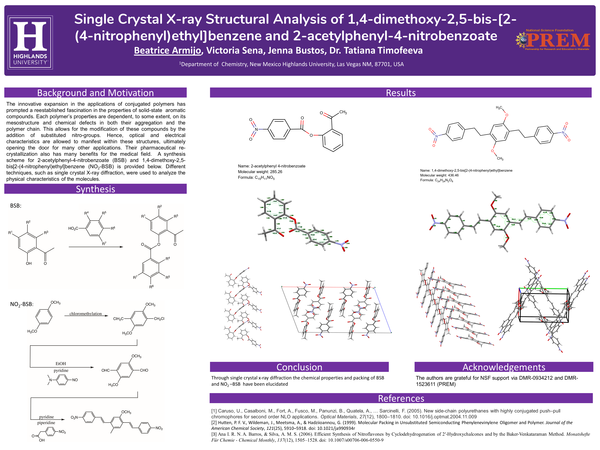 Single Crystal X-ray Structural Analysis of 1,4-dimethoxy-2,5-bis-[2-
(4-nitrophenyl)ethyl]benzene and 2-acetylphenyl-4-nitrobenzoate
Beatrice Armijo, Victoria Sena, Jenna Bustos, Dr. Tatiana Timofeeva
¹Department of Chemistry, New Mexico Highlands University, Las Vegas NM, 87701, USA
HIGHLANDS
UNIVERSITY
PREM
Background and Motivation
The innovative expansion in the applications of conjugated polymers has
prompted a reestablished fascination in the properties of solid-state aromatic
compounds. Each polymer's properties are dependent, to some extent, on its
mesostructure and chemical defects in both their aggregation and the
polymer chain. This allows for the modification of these compounds by the
addition of substituted nitro-groups. Hence, optical and electrical
characteristics are allowed to manifest within these structures, ultimately
opening the door for many other applications. Their pharmaceutical re-
crystallization also has many benefits for the medical field. A synthesis
scheme for 2-acetylphenyl-4-nitrobenzoate (BSB) and 1,4-dimethoxy-2,5-
bis[2-(4-nitrophenyl)ethyl]benzene (NO₂-BSB) is provided below. Different
techniques, such as single crystal X-ray diffraction, were used to analyze the
physical characteristics of the molecules.
Synthesis
BSB:
NO₂-BSB:
chloromethylation
EtOH
pyridine
pyridine
piperidine
Results
Name: 2-acetylphenyl 4-nitrobenzoate
Molecular weight: 285.26
Name: 1,4-dimethoxy-2,5-bis[2-(4-nitrophenyl)ethyl]benzene
Molecular weight: 436.46
Conclusion
Through single crystal x-ray diffraction the chemical properties and packing of BSB
and NO₂ –BSB have been elucidated
Acknowledgements
The authors are grateful for NSF support via DMR-0934212 and DMR-
1523611 (PREM)
References
[1] Caruso, U., Casalboni, M., Fort, A., Fusco, M., Panunzi, B., Quatela, A., . . . Sarcinelli, F. (2005). New side-chain polyurethanes with highly conjugated push–pull
chromophores for second order NLO applications. Optical Materials, 27(12), 1800–1810. doi: 10.1016/j.optmat.2004.11.009
[2] Hutten, P. F. V., Wildeman, J., Meetsma, A., & Hadziioannou, G. (1999). Molecular Packing in Unsubstituted Semiconducting Phenylenevinylene Oligomer and Polymer. Journal of the
American Chemical Society, 121(25), 5910–5918. doi: 10.1021/ja990934r
[3] Ana I. R. N. A. Barros, & Silva, A. M. S. (2006). Efficient Synthesis of Nitroflavones by Cyclodehydrogenation of 2′-Hydroxychalcones and by the Baker-Venkataraman Method. Monatshefte
Für Chemie - Chemical Monthly, 137(12), 1505–1528. doi: 10.1007/s00706-006-0550-9